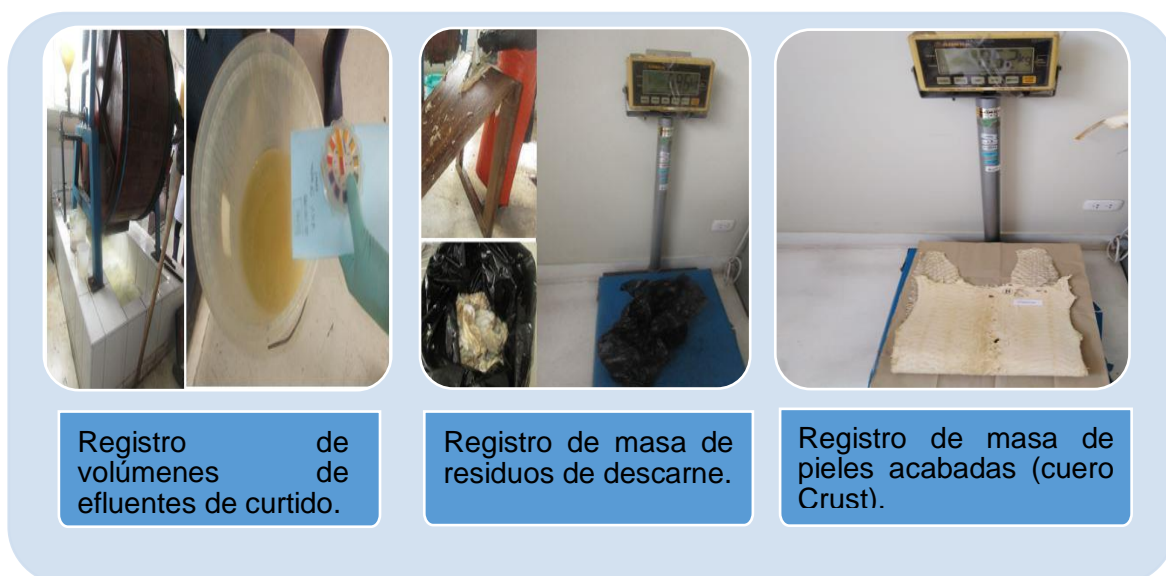 Registro de
volúmenes de
efluentes de curtido.
Registro de masa de
residuos de descarne.
Registro de masa de
pieles acabadas (cuero
Crust).